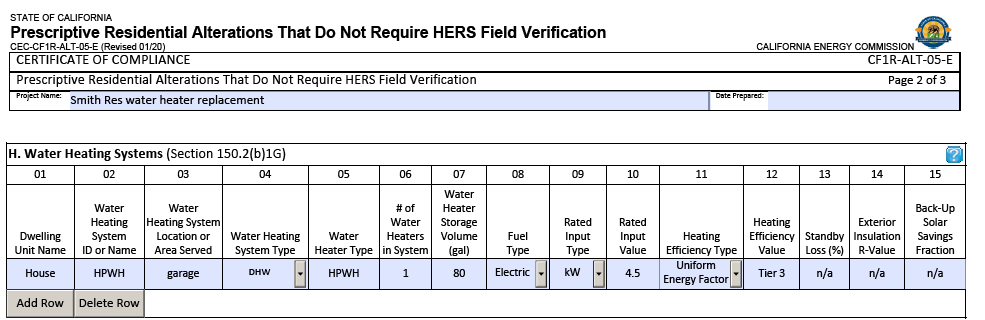 STATE OF CALIFORNIA
Prescriptive Residential Alterations That Do Not Require HERS Field Verification
CEC-CF1R-ALT-05-E (Revised 01/20)
CALIFORNIA ENERGY COMMISSION
CERTIFICATE OF COMPLIANCE CF1R-ALT-05-E
Prescriptive Residential Alterations That Do Not Require HERS Field Verification Page 2 of 3
Project Name: Smith Res water heater replacement Date Prepared:
H. Water Heating Systems (Section 150.2(b)1G) ?
01 02 03 04 05 06 07 08 09 10 11 12 13 14 15
Dwelling Unit Name
Water Heating System ID or Name
Water Heating System Location or Area Served
Water Heating System Type
Water Heater Type
# of Water Heaters in System
Water Heater Storage Volume (gal)
Fuel Type
Rated Input Type
Rated Input Value
Heating Efficiency Type
Heating Efficiency Value
Standby Loss (%)
Exterior Insulation R-Value
Back-Up Solar Savings Fraction
House HPWH garage DHW HPWH 1 80 Electric kW 4.5 Uniform Energy Factor Tier 3 n/a n/a n/a
Add Row Delete Row